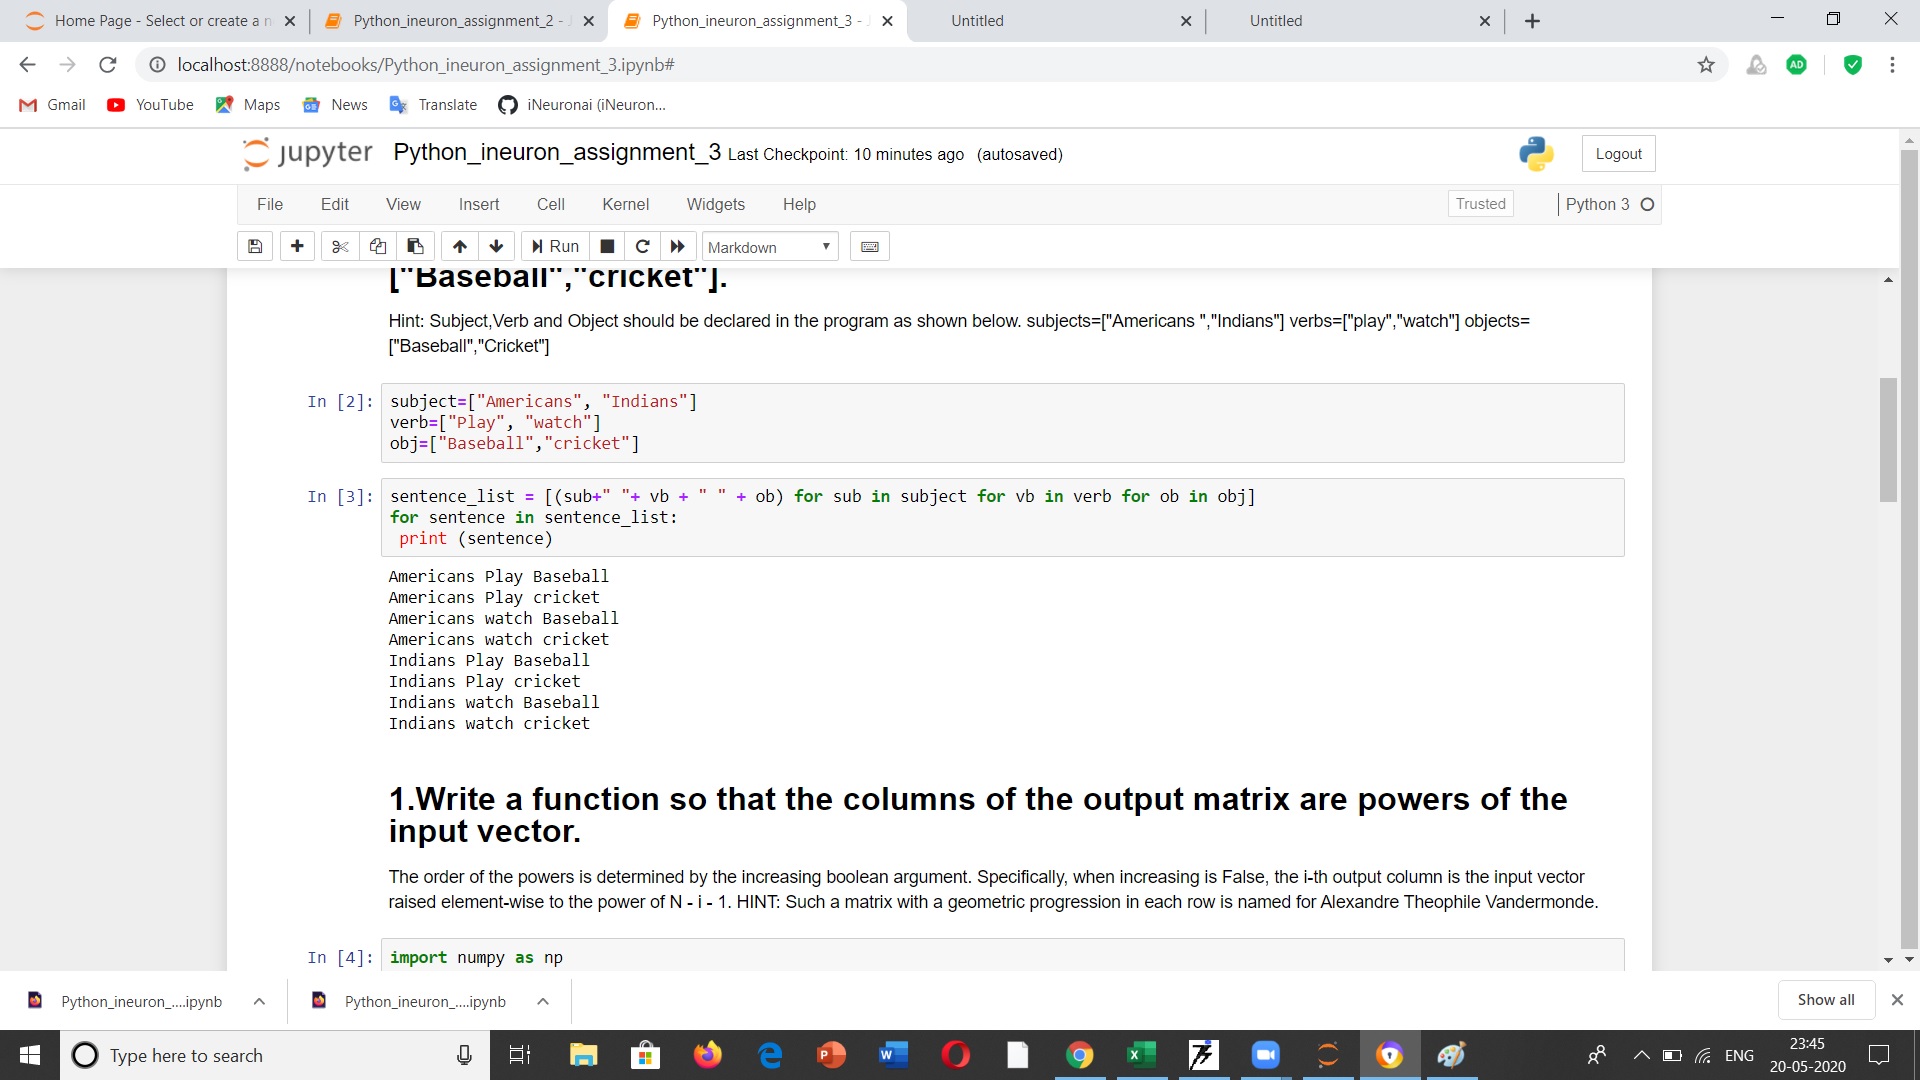 Home Page - Select or create a n
Python_ineuron_assignment_2 -
Python_ineuron_assignment_3 -
Untitled
Untitled
localhost:8888/notebooks/Python_ineuron_assignment_3.ipynb#
AD
Gmail
YouTube
Maps
News
Translate
iNeuronai (iNeuron...
jupyter
Python_ineuron_assignment_3 Last Checkpoint: 10 minutes ago (autosaved)
Logout
File Edit View Insert Cell Kernel Widgets Help
Trusted
Python 3
Run
Markdown
["Baseball","cricket"].
Hint: Subject,Verb and Object should be declared in the program as shown below. subjects=["Americans ","Indians"] verbs=["play","watch"] objects=
["Baseball","Cricket"]
In [2]:
subject=["Americans", "Indians"]
verb=["Play", "watch"]
obj=["Baseball","cricket"]
In [3]:
sentence_list = [(sub+" "+ vb + " " + ob) for sub in subject for vb in verb for ob in obj]
for sentence in sentence_list:
 print (sentence)
Americans Play Baseball
Americans Play cricket
Americans watch Baseball
Americans watch cricket
Indians Play Baseball
Indians Play cricket
Indians watch Baseball
Indians watch cricket
1.Write a function so that the columns of the output matrix are powers of the
input vector.
The order of the powers is determined by the increasing boolean argument. Specifically, when increasing is False, the i-th output column is the input vector
raised element-wise to the power of N - i - 1. HINT: Such a matrix with a geometric progression in each row is named for Alexandre Theophile Vandermonde.
In [4]:
import numpy as np
Python_ineuron_....ipynb
Python_ineuron_....ipynb
Show all
Type here to search
ENG
23:45
20-05-2020